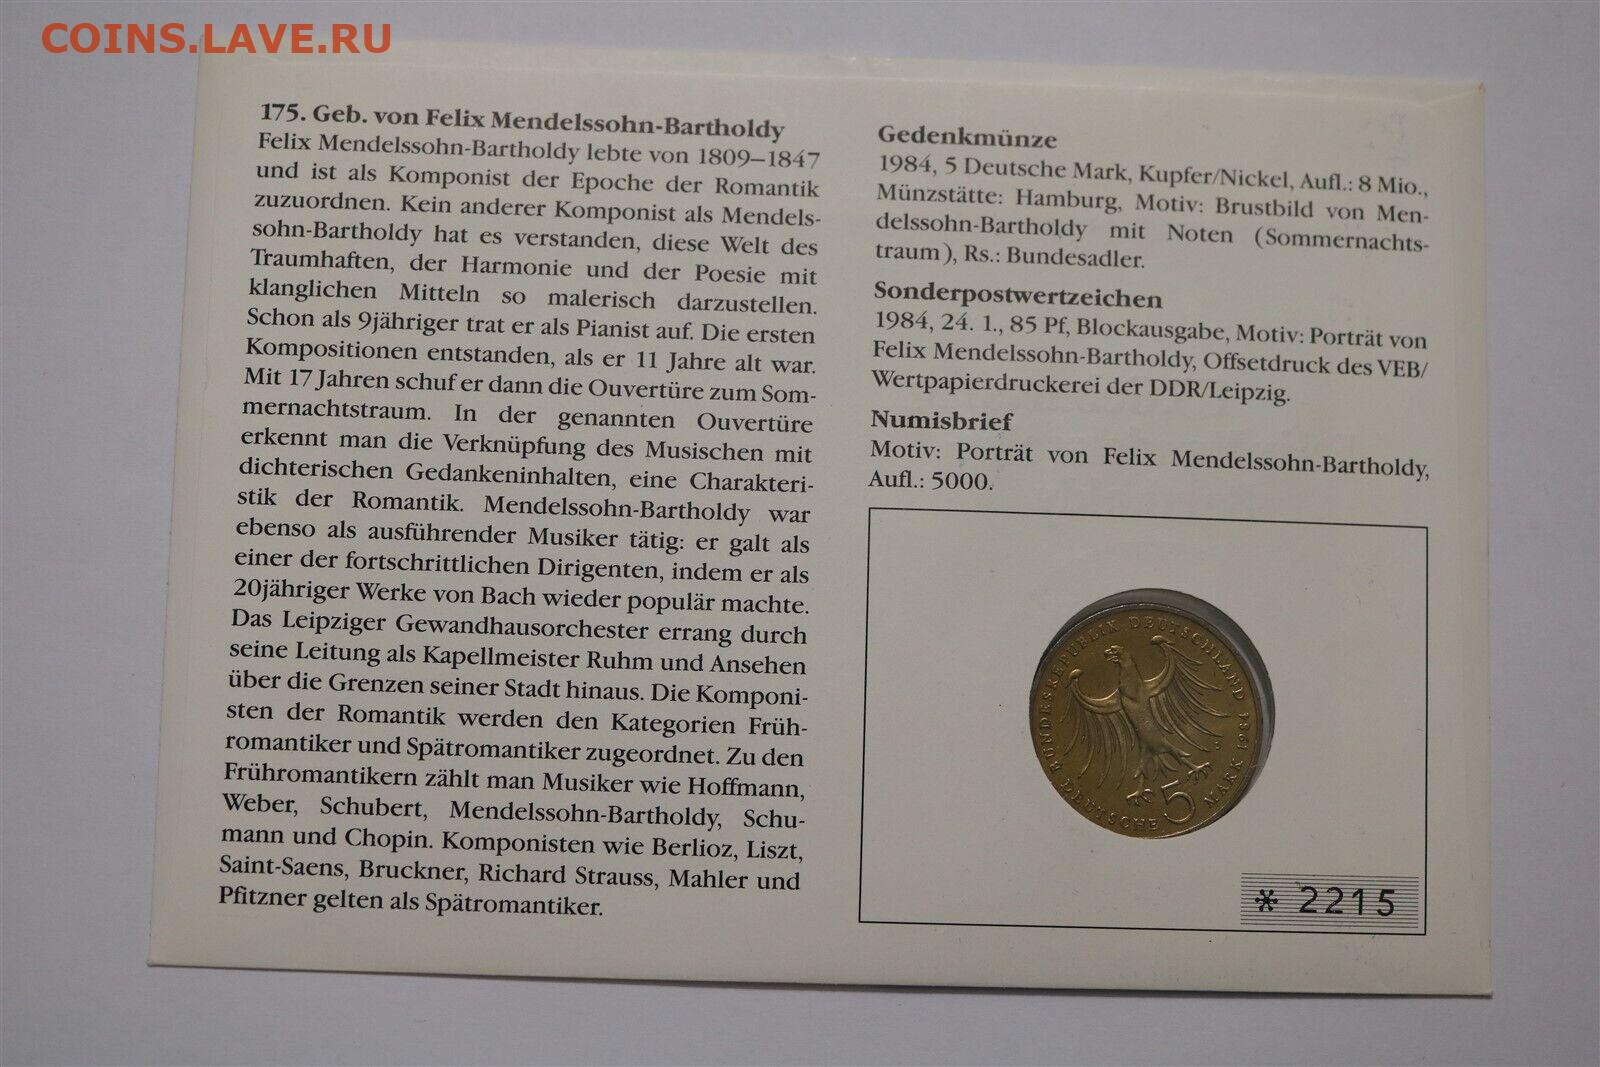 COINS.LAVE.RU
175. Geb. von Felix Mendelssohn-Bartholdy
Felix Mendelssohn-Bartholdy lebte von 1809–1847
und ist als Komponist der Epoche der Romantik
zuzuordnen. Kein anderer Komponist als Mendels-
sohn-Bartholdy hat es verstanden, diese Welt des
Traumhaften, der Harmonie und der Poesie mit
klanglichen Mitteln so malerisch darzustellen.
Schon als 9jähriger trat er als Pianist auf. Die ersten
Kompositionen entstanden, als er 11 Jahre alt war.
Mit 17 Jahren schuf er dann die Ouvertüre zum Som-
mernachtstraum. In der genannten Ouvertüre
erkennt man die Verknüpfung des Musischen mit
dichterischen Gedankeninhalten, eine Charakteri-
stik der Romantik. Mendelssohn-Bartholdy war
ebenso als ausführender Musiker tätig: er galt als
einer der fortschrittlichen Dirigenten, indem er als
20jähriger Werke von Bach wieder populär machte.
Das Leipziger Gewandhausorchester errang durch
seine Leitung als Kapellmeister Ruhm und Ansehen
über die Grenzen seiner Stadt hinaus. Die Komponi-
sten der Romantik werden den Kategorien Früh-
romantiker und Spätromantiker zugeordnet. Zu den
Frühromantikern zählt man Musiker wie Hoffmann,
Weber, Schubert, Mendelssohn-Bartholdy, Schu-
mann und Chopin. Komponisten wie Berlioz, Liszt,
Saint-Saens, Bruckner, Richard Strauss, Mahler und
Pfitzner gelten als Spätromantiker.
Gedenkmünze
1984, 5 Deutsche Mark, Kupfer/Nickel, Aufl.: 8 Mio.,
Münzstätte: Hamburg, Motiv: Brustbild von Men-
delssohn-Bartholdy mit Noten (Sommernachts-
traum), Rs.: Bundesadler.
Sonderpostwertzeichen
1984, 24. 1., 85 Pf, Blockausgabe, Motiv: Porträt von
Felix Mendelssohn-Bartholdy, Offsetdruck des VEB/
Wertpapierdruckerei der DDR/Leipzig.
Numisbrief
Motiv: Porträt von Felix Mendelssohn-Bartholdy,
Aufl.: 5000.
BUNDESREPUBLIK DEUTSCHLAND 1984
DEUTSCHE 5 MARK
J
* 2215